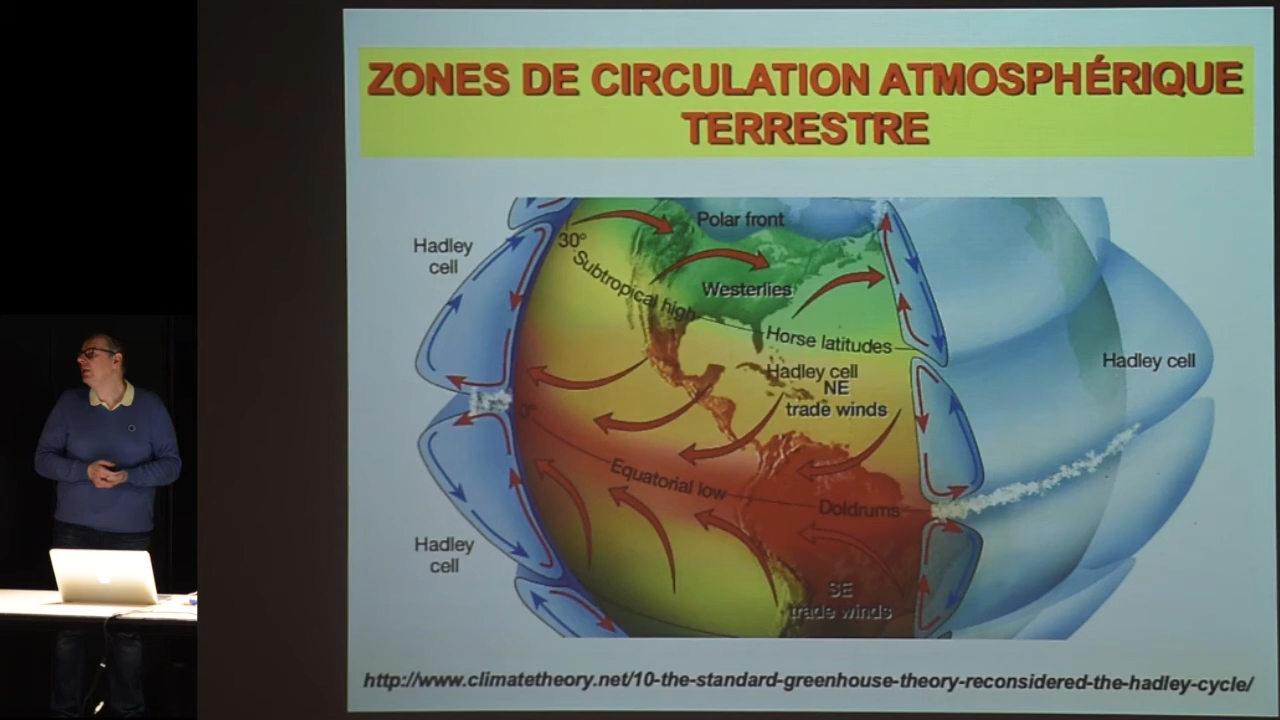 ZONES DE CIRCULATION ATMOSPHÉRIQUE
TERRESTRE
Polar front
Hadley
cell
30°
Subtropical high
Westerlies
Horse latitudes
Hadley cell
Hadley cell
NE
trade winds
0°
Equatorial low
Doldrums
Hadley
cell
SE
trade winds
http://www.climatetheory.net/10-the-standard-greenhouse-theory-reconsidered-the-hadley-cycle/